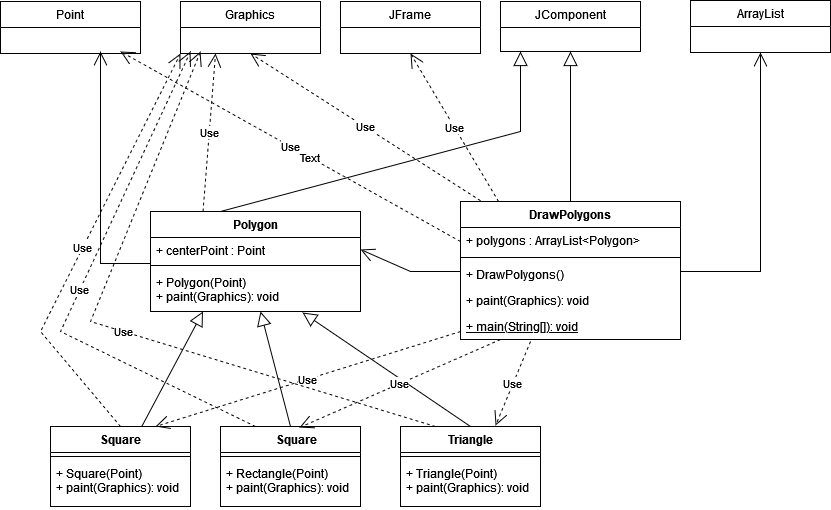 Point
Graphics
JFrame
JComponent
ArrayList
Use
Use
Use
Use
Text
Polygon
+ centerPoint : Point
+ Polygon(Point)
+ paint(Graphics): void
DrawPolygons
+ polygons : ArrayList<Polygon>
+ DrawPolygons()
+ paint(Graphics): void
+ main(String[]): void
Use
Use
Use
Use
Use
Use
Square
+ Square(Point)
+ paint(Graphics): void
Square
+ Rectangle(Point)
+ paint(Graphics): void
Triangle
+ Triangle(Point)
+ paint(Graphics): void